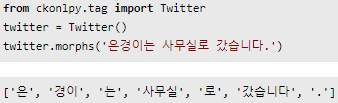 from ckonlpy.tag import Twitter
twitter = Twitter()
twitter.morphs('은경이는 사무실로 갔습니다.')
['은', '경이', '는', '사무실', '로', '갔습니다', '.']